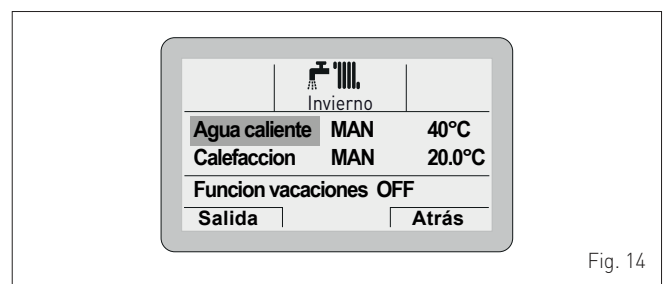 Invierno
Agua caliente MAN 40°C
Calefaccion MAN 20.0°C
Funcion vacaciones OFF
Salida Atrás
Fig. 14